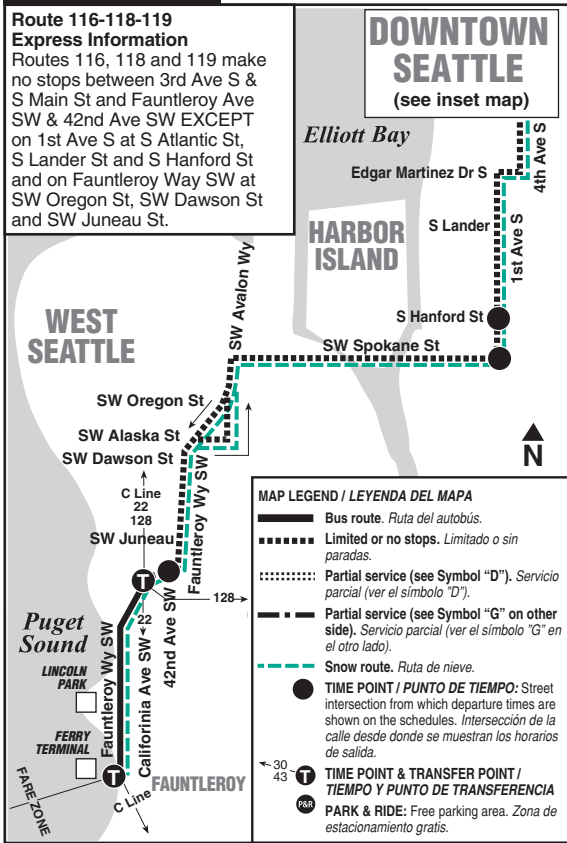 Route 116-118-119
Express Information
Routes 116, 118 and 119 make
no stops between 3rd Ave S &
S Main St and Fauntleroy Ave
SW & 42nd Ave SW EXCEPT
on 1st Ave S at S Atlantic St,
S Lander St and S Hanford St
and on Fauntleroy Way SW at
SW Oregon St, SW Dawson St
and SW Juneau St.
DOWNTOWN
SEATTLE
(see inset map)
Elliott Bay
Edgar Martinez Dr S
4th Ave S
S Lander
1st Ave S
HARBOR
ISLAND
SW Avalon Wy
S Hanford St
WEST
SEATTLE
SW Spokane St
SW Oregon St
SW Alaska St
SW Dawson St
N
C Line
22
128
Fauntleroy Wy SW
SW Juneau
T
128
22
42nd Ave SW
Puget
Sound
Fauntleroy Wy SW
Califorinia Ave SW
LINCOLN
PARK
FERRY
TERMINAL
T
FAUNTLEROY
FARE ZONE
C Line
MAP LEGEND / LEYENDA DEL MAPA
Bus route. Ruta del autobús.
Limited or no stops. Limitado o sin
paradas.
Partial service (see Symbol “D”). Servicio
parcial (ver el símbolo "D").
Partial service (see Symbol “G” on other
side). Servicio parcial (ver el símbolo "G" en
el otro lado).
Snow route. Ruta de nieve.
TIME POINT / PUNTO DE TIEMPO: Street
intersection from which departure times are
shown on the schedules. Intersección de la
calle desde donde se muestran los horarios
de salida.
30
43
T
TIME POINT & TRANSFER POINT /
TIEMPO Y PUNTO DE TRANSFERENCIA
P&R
PARK & RIDE: Free parking area. Zona de
estacionamiento gratis.